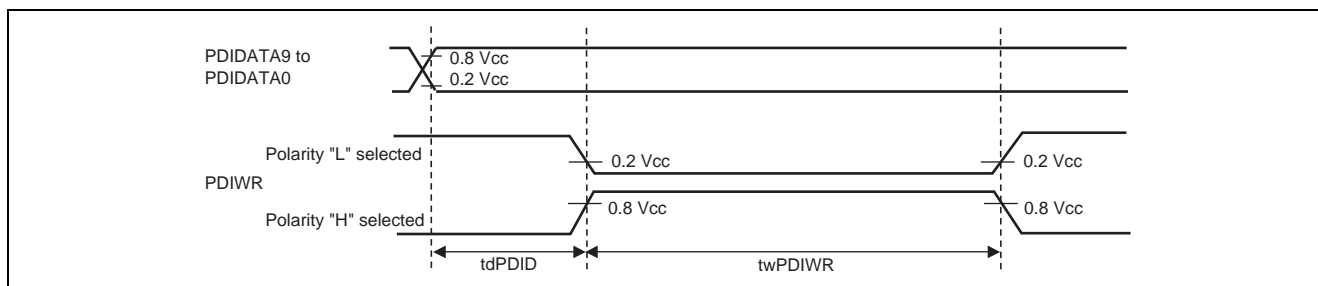 PDIDATA9 to
PDIDATA0
0.8 Vcc
0.2 Vcc
Polarity "L" selected
0.2 Vcc
0.2 Vcc
PDIWR
Polarity "H" selected
0.8 Vcc
0.8 Vcc
tdPDID
twPDIWR